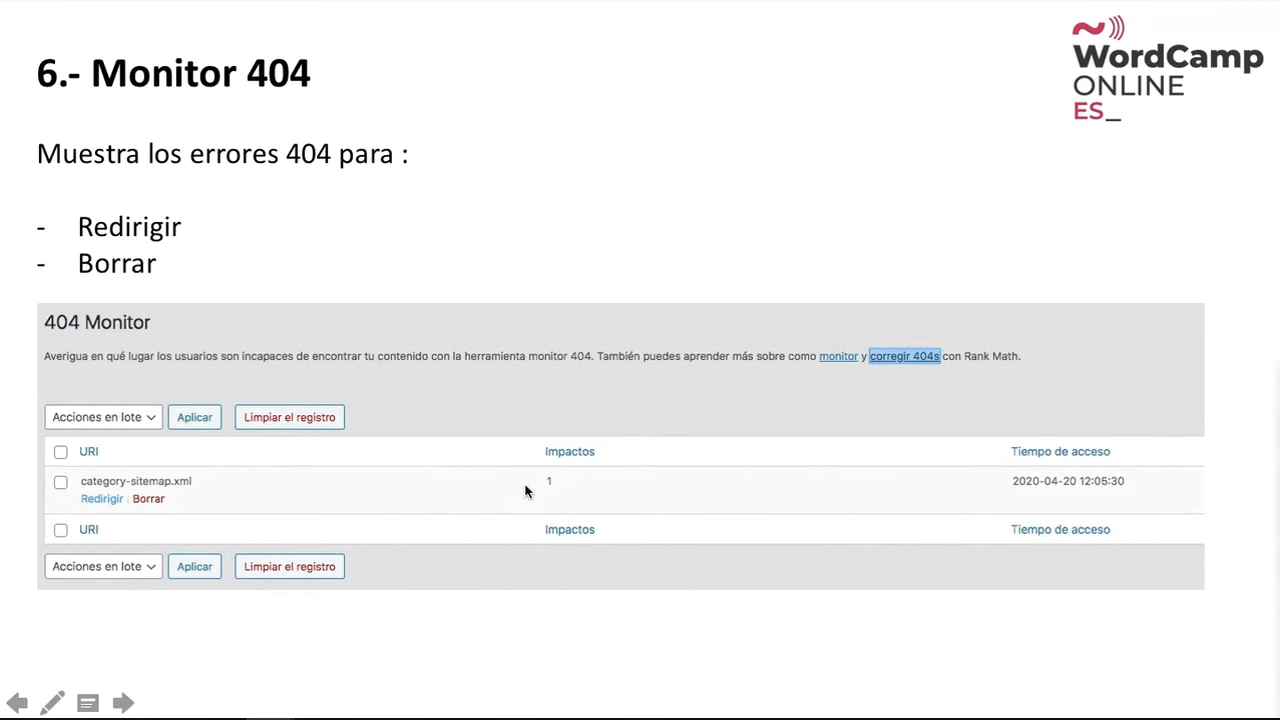 6.- Monitor 404
WordCamp
ONLINE
ES_
Muestra los errores 404 para :
- Redirigir
- Borrar
404 Monitor
Averigua en qué lugar los usuarios son incapaces de encontrar tu contenido con la herramienta monitor 404. También puedes aprender más sobre como monitor y corregir 404s con Rank Math.
Acciones en lote Aplicar Limpiar el registro
URI Impactos Tiempo de acceso
category-sitemap.xml 1 2020-04-20 12:05:30
Redirigir | Borrar
URI Impactos Tiempo de acceso
Acciones en lote Aplicar Limpiar el registro